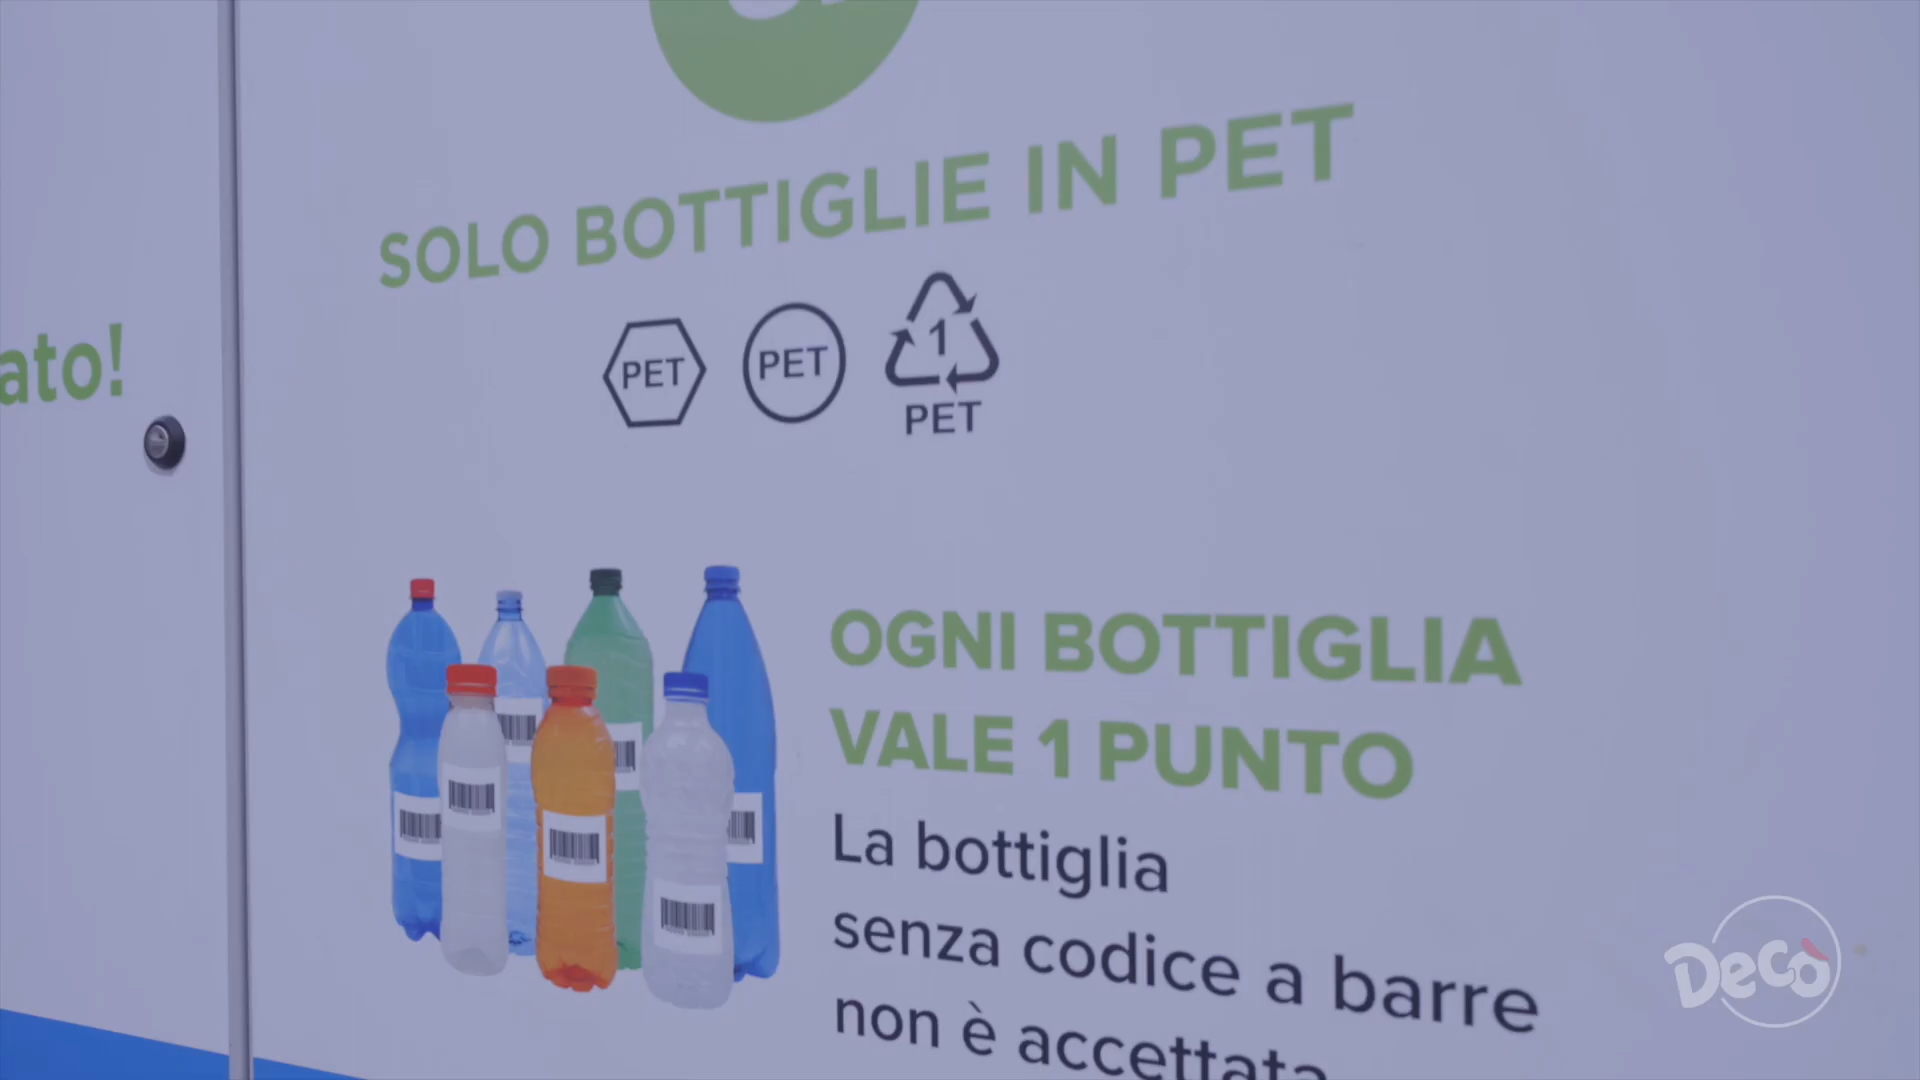 SOLO BOTTIGLIE IN PET
PET
PET
1
PET
ato!
OGNI BOTTIGLIA
VALE 1 PUNTO
La bottiglia
senza codice a barre
non è accettata
Decò